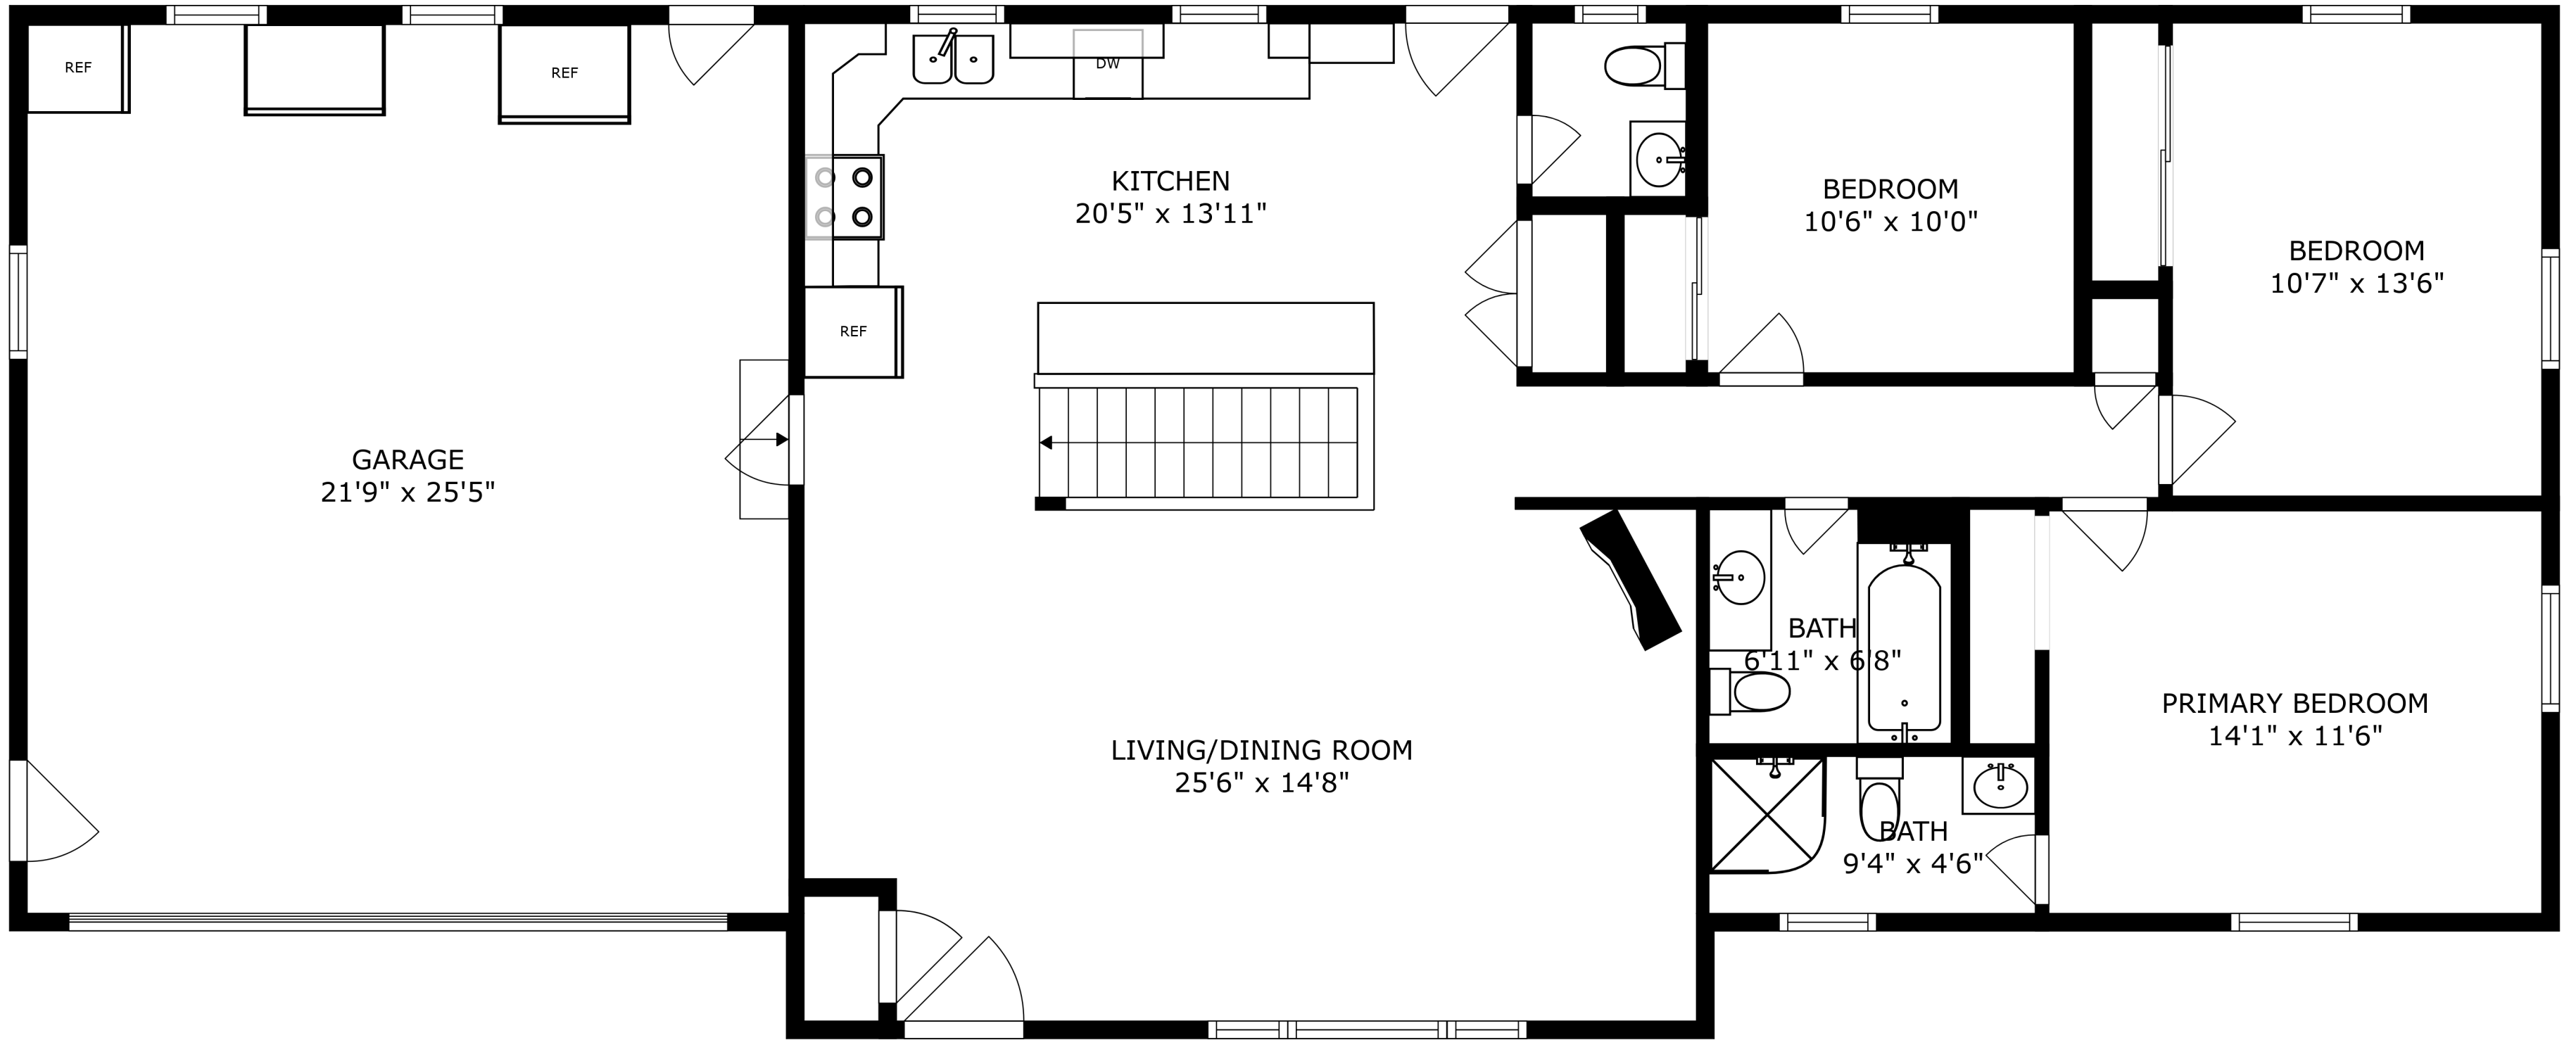 REF
REF
DW
KITCHEN
20'5" x 13'11"
BEDROOM
10'6" x 10'0"
BEDROOM
10'7" x 13'6"
REF
GARAGE
21'9" x 25'5"
BATH
6'11" x 6'8"
PRIMARY BEDROOM
14'1" x 11'6"
LIVING/DINING ROOM
25'6" x 14'8"
BATH
9'4" x 4'6"